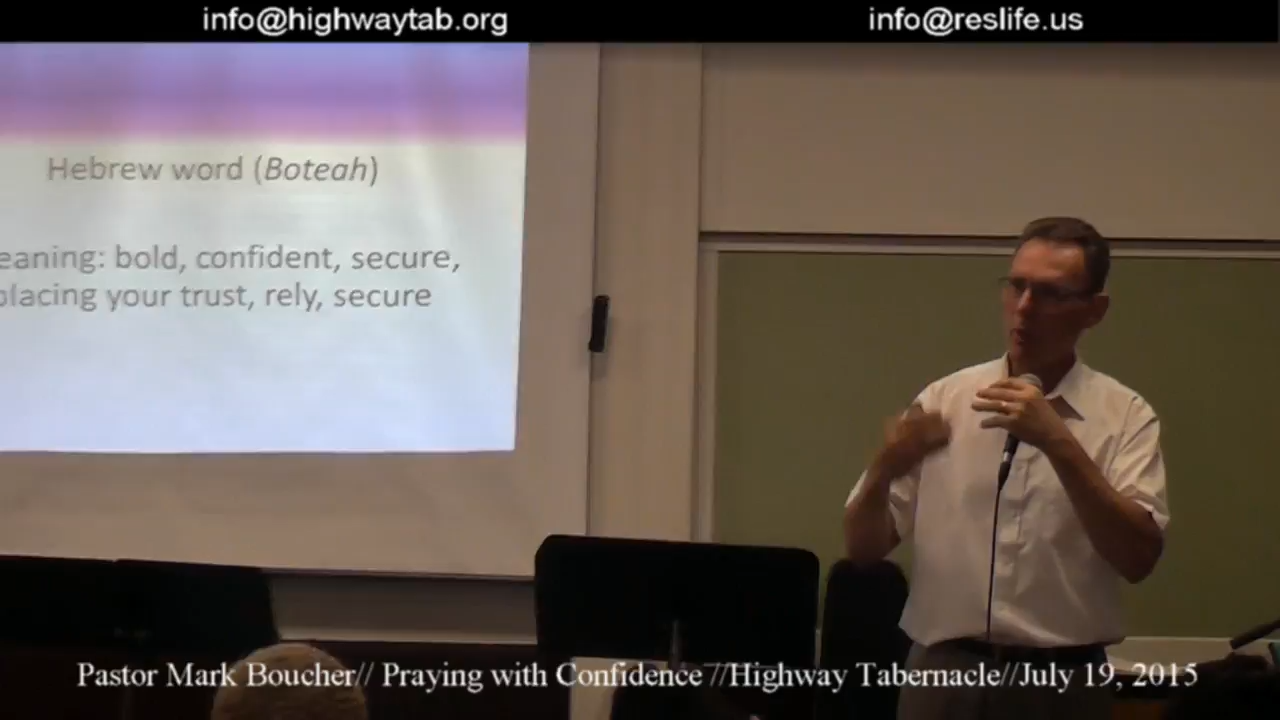 info@highwaytab.org
info@reslife.us
Hebrew word (Boteah)
eaning: bold, confident, secure,
placing your trust, rely, secure
Pastor Mark Boucher// Praying with Confidence //Highway Tabernacle//July 19, 2015